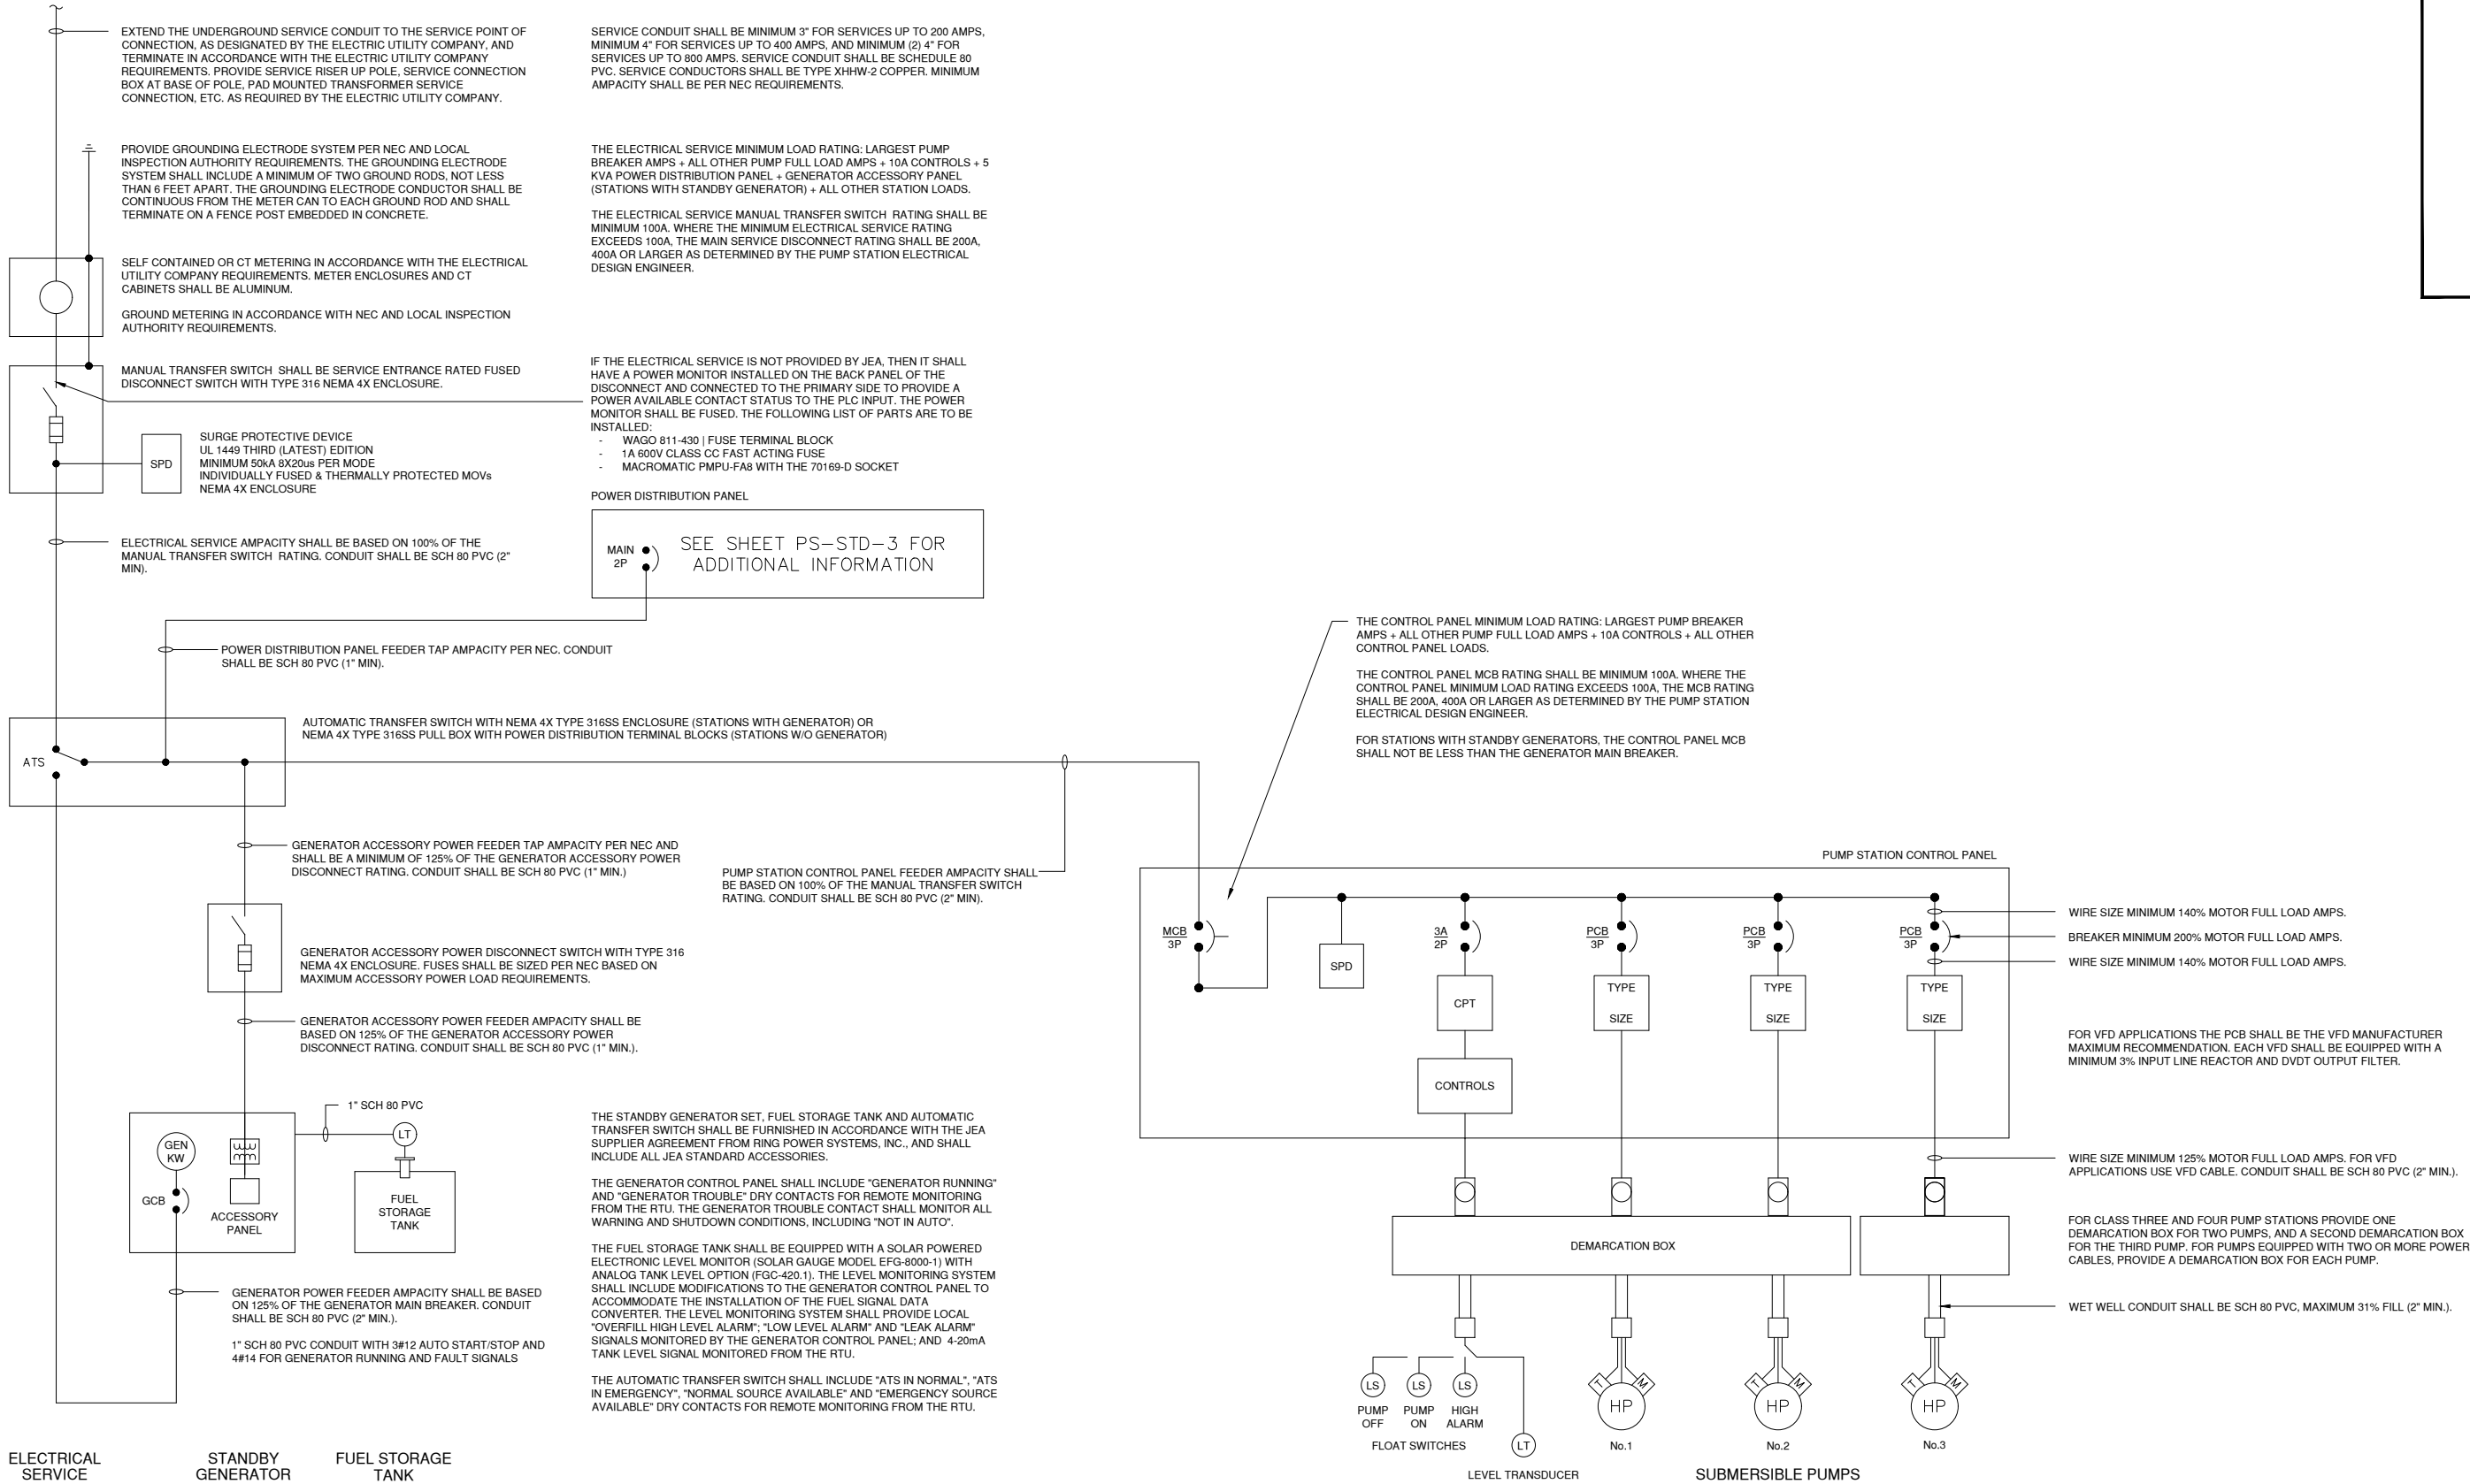 EXTEND THE UNDERGROUND SERVICE CONDUIT TO THE SERVICE POINT OF
CONNECTION, AS DESIGNATED BY THE ELECTRIC UTILITY COMPANY, AND
TERMINATE IN ACCORDANCE WITH THE ELECTRIC UTILITY COMPANY
REQUIREMENTS. PROVIDE SERVICE RISER UP POLE, SERVICE CONNECTION
BOX AT BASE OF POLE, PAD MOUNTED TRANSFORMER SERVICE
CONNECTION, ETC. AS REQUIRED BY THE ELECTRIC UTILITY COMPANY.
SERVICE CONDUIT SHALL BE MINIMUM 3" FOR SERVICES UP TO 200 AMPS,
MINIMUM 4" FOR SERVICES UP TO 400 AMPS, AND MINIMUM (2) 4" FOR
SERVICES UP TO 800 AMPS. SERVICE CONDUIT SHALL BE SCHEDULE 80
PVC. SERVICE CONDUCTORS SHALL BE TYPE XHHW-2 COPPER. MINIMUM
AMPACITY SHALL BE PER NEC REQUIREMENTS.
PROVIDE GROUNDING ELECTRODE SYSTEM PER NEC AND LOCAL
INSPECTION AUTHORITY REQUIREMENTS. THE GROUNDING ELECTRODE
SYSTEM SHALL INCLUDE A MINIMUM OF TWO GROUND RODS, NOT LESS
THAN 6 FEET APART. THE GROUNDING ELECTRODE CONDUCTOR SHALL BE
CONTINUOUS FROM THE METER CAN TO EACH GROUND ROD AND SHALL
TERMINATE ON A FENCE POST EMBEDDED IN CONCRETE.
THE ELECTRICAL SERVICE MINIMUM LOAD RATING: LARGEST PUMP
BREAKER AMPS + ALL OTHER PUMP FULL LOAD AMPS + 10A CONTROLS + 5
KVA POWER DISTRIBUTION PANEL + GENERATOR ACCESSORY PANEL
(STATIONS WITH STANDBY GENERATOR) + ALL OTHER STATION LOADS.
THE ELECTRICAL SERVICE MANUAL TRANSFER SWITCH RATING SHALL BE
MINIMUM 100A. WHERE THE MINIMUM ELECTRICAL SERVICE RATING
EXCEEDS 100A, THE MAIN SERVICE DISCONNECT RATING SHALL BE 200A,
400A OR LARGER AS DETERMINED BY THE PUMP STATION ELECTRICAL
DESIGN ENGINEER.
SELF CONTAINED OR CT METERING IN ACCORDANCE WITH THE ELECTRICAL
UTILITY COMPANY REQUIREMENTS. METER ENCLOSURES AND CT
CABINETS SHALL BE ALUMINUM.
GROUND METERING IN ACCORDANCE WITH NEC AND LOCAL INSPECTION
AUTHORITY REQUIREMENTS.
MANUAL TRANSFER SWITCH SHALL BE SERVICE ENTRANCE RATED FUSED
DISCONNECT SWITCH WITH TYPE 316 NEMA 4X ENCLOSURE.
IF THE ELECTRICAL SERVICE IS NOT PROVIDED BY JEA, THEN IT SHALL
HAVE A POWER MONITOR INSTALLED ON THE BACK PANEL OF THE
DISCONNECT AND CONNECTED TO THE PRIMARY SIDE TO PROVIDE A
POWER AVAILABLE CONTACT STATUS TO THE PLC INPUT. THE POWER
MONITOR SHALL BE FUSED. THE FOLLOWING LIST OF PARTS ARE TO BE
INSTALLED:
- WAGO 811-430 | FUSE TERMINAL BLOCK
- 1A 600V CLASS CC FAST ACTING FUSE
- MACROMATIC PMPU-FA8 WITH THE 70169-D SOCKET
SPD
SURGE PROTECTIVE DEVICE
UL 1449 THIRD (LATEST) EDITION
MINIMUM 50kA 8X20us PER MODE
INDIVIDUALLY FUSED & THERMALLY PROTECTED MOVs
NEMA 4X ENCLOSURE
POWER DISTRIBUTION PANEL
MAIN
2P
SEE SHEET PS-STD-3 FOR
ADDITIONAL INFORMATION
ELECTRICAL SERVICE AMPACITY SHALL BE BASED ON 100% OF THE
MANUAL TRANSFER SWITCH RATING. CONDUIT SHALL BE SCH 80 PVC (2"
MIN).
POWER DISTRIBUTION PANEL FEEDER TAP AMPACITY PER NEC. CONDUIT
SHALL BE SCH 80 PVC (1" MIN).
THE CONTROL PANEL MINIMUM LOAD RATING: LARGEST PUMP BREAKER
AMPS + ALL OTHER PUMP FULL LOAD AMPS + 10A CONTROLS + ALL OTHER
CONTROL PANEL LOADS.
THE CONTROL PANEL MCB RATING SHALL BE MINIMUM 100A. WHERE THE
CONTROL PANEL MINIMUM LOAD RATING EXCEEDS 100A, THE MCB RATING
SHALL BE 200A, 400A OR LARGER AS DETERMINED BY THE PUMP STATION
ELECTRICAL DESIGN ENGINEER.
FOR STATIONS WITH STANDBY GENERATORS, THE CONTROL PANEL MCB
SHALL NOT BE LESS THAN THE GENERATOR MAIN BREAKER.
ATS
AUTOMATIC TRANSFER SWITCH WITH NEMA 4X TYPE 316SS ENCLOSURE (STATIONS WITH GENERATOR) OR
NEMA 4X TYPE 316SS PULL BOX WITH POWER DISTRIBUTION TERMINAL BLOCKS (STATIONS W/O GENERATOR)
GENERATOR ACCESSORY POWER FEEDER TAP AMPACITY PER NEC AND
SHALL BE A MINIMUM OF 125% OF THE GENERATOR ACCESSORY POWER
DISCONNECT RATING. CONDUIT SHALL BE SCH 80 PVC (1" MIN.)
PUMP STATION CONTROL PANEL FEEDER AMPACITY SHALL
BE BASED ON 100% OF THE MANUAL TRANSFER SWITCH
RATING. CONDUIT SHALL BE SCH 80 PVC (2" MIN).
GENERATOR ACCESSORY POWER DISCONNECT SWITCH WITH TYPE 316
NEMA 4X ENCLOSURE. FUSES SHALL BE SIZED PER NEC BASED ON
MAXIMUM ACCESSORY POWER LOAD REQUIREMENTS.
GENERATOR ACCESSORY POWER FEEDER AMPACITY SHALL BE
BASED ON 125% OF THE GENERATOR ACCESSORY POWER
DISCONNECT RATING. CONDUIT SHALL BE SCH 80 PVC (1" MIN.).
PUMP STATION CONTROL PANEL
MCB
3P
SPD
3A
2P
CPT
CONTROLS
PCB
3P
TYPE
SIZE
PCB
3P
TYPE
SIZE
PCB
3P
TYPE
SIZE
WIRE SIZE MINIMUM 140% MOTOR FULL LOAD AMPS.
BREAKER MINIMUM 200% MOTOR FULL LOAD AMPS.
WIRE SIZE MINIMUM 140% MOTOR FULL LOAD AMPS.
FOR VFD APPLICATIONS THE PCB SHALL BE THE VFD MANUFACTURER
MAXIMUM RECOMMENDATION. EACH VFD SHALL BE EQUIPPED WITH A
MINIMUM 3% INPUT LINE REACTOR AND DVDT OUTPUT FILTER.
WIRE SIZE MINIMUM 125% MOTOR FULL LOAD AMPS. FOR VFD
APPLICATIONS USE VFD CABLE. CONDUIT SHALL BE SCH 80 PVC (2" MIN.).
FOR CLASS THREE AND FOUR PUMP STATIONS PROVIDE ONE
DEMARCATION BOX FOR TWO PUMPS, AND A SECOND DEMARCATION BOX
FOR THE THIRD PUMP. FOR PUMPS EQUIPPED WITH TWO OR MORE POWER
CABLES, PROVIDE A DEMARCATION BOX FOR EACH PUMP.
WET WELL CONDUIT SHALL BE SCH 80 PVC, MAXIMUM 31% FILL (2" MIN.).
GEN
KW
GCB
ACCESSORY
PANEL
1" SCH 80 PVC
LT
FUEL
STORAGE
TANK
GENERATOR POWER FEEDER AMPACITY SHALL BE BASED
ON 125% OF THE GENERATOR MAIN BREAKER. CONDUIT
SHALL BE SCH 80 PVC (2" MIN.).
1" SCH 80 PVC CONDUIT WITH 3#12 AUTO START/STOP AND
4#14 FOR GENERATOR RUNNING AND FAULT SIGNALS
THE STANDBY GENERATOR SET, FUEL STORAGE TANK AND AUTOMATIC
TRANSFER SWITCH SHALL BE FURNISHED IN ACCORDANCE WITH THE JEA
SUPPLIER AGREEMENT FROM RING POWER SYSTEMS, INC., AND SHALL
INCLUDE ALL JEA STANDARD ACCESSORIES.
THE GENERATOR CONTROL PANEL SHALL INCLUDE "GENERATOR RUNNING"
AND "GENERATOR TROUBLE" DRY CONTACTS FOR REMOTE MONITORING
FROM THE RTU. THE GENERATOR TROUBLE CONTACT SHALL MONITOR ALL
WARNING AND SHUTDOWN CONDITIONS, INCLUDING "NOT IN AUTO".
THE FUEL STORAGE TANK SHALL BE EQUIPPED WITH A SOLAR POWERED
ELECTRONIC LEVEL MONITOR (SOLAR GAUGE MODEL EFG-8000-1) WITH
ANALOG TANK LEVEL OPTION (FGC-420.1). THE LEVEL MONITORING SYSTEM
SHALL INCLUDE MODIFICATIONS TO THE GENERATOR CONTROL PANEL TO
ACCOMMODATE THE INSTALLATION OF THE FUEL SIGNAL DATA
CONVERTER. THE LEVEL MONITORING SYSTEM SHALL PROVIDE LOCAL
"OVERFILL HIGH LEVEL ALARM"; "LOW LEVEL ALARM" AND "LEAK ALARM"
SIGNALS MONITORED BY THE GENERATOR CONTROL PANEL; AND 4-20mA
TANK LEVEL SIGNAL MONITORED FROM THE RTU.
THE AUTOMATIC TRANSFER SWITCH SHALL INCLUDE "ATS IN NORMAL", "ATS
IN EMERGENCY", "NORMAL SOURCE AVAILABLE" AND "EMERGENCY SOURCE
AVAILABLE" DRY CONTACTS FOR REMOTE MONITORING FROM THE RTU.
DEMARCATION BOX
LS
LS
LS
PUMP
OFF
PUMP
ON
HIGH
ALARM
FLOAT SWITCHES
LT
LEVEL TRANSDUCER
T
M
HP
No.1
T
M
HP
No.2
T
M
HP
No.3
SUBMERSIBLE PUMPS
ELECTRICAL
SERVICE
STANDBY
GENERATOR
FUEL STORAGE
TANK